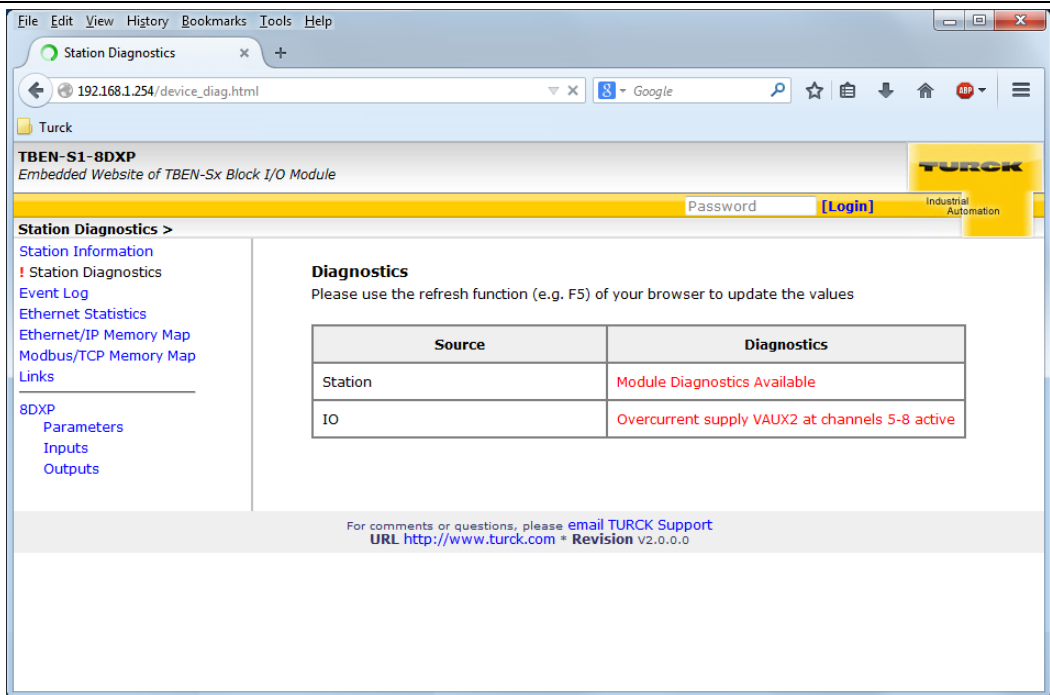 File Edit View History Bookmarks Tools Help
Station Diagnostics × +
192.168.1.254/device_diag.html 8 Google ABP
Turck
TBEN-S1-8DXP
Embedded Website of TBEN-Sx Block I/O Module
TURCK
Industrial
Automation
Password [Login]
Station Diagnostics >
Station Information
! Station Diagnostics
Event Log
Ethernet Statistics
Ethernet/IP Memory Map
Modbus/TCP Memory Map
Links
8DXP
Parameters
Inputs
Outputs
Diagnostics
Please use the refresh function (e.g. F5) of your browser to update the values
Source Diagnostics
Station Module Diagnostics Available
IO Overcurrent supply VAUX2 at channels 5-8 active
For comments or questions, please email TURCK Support
URL http://www.turck.com * Revision V2.0.0.0